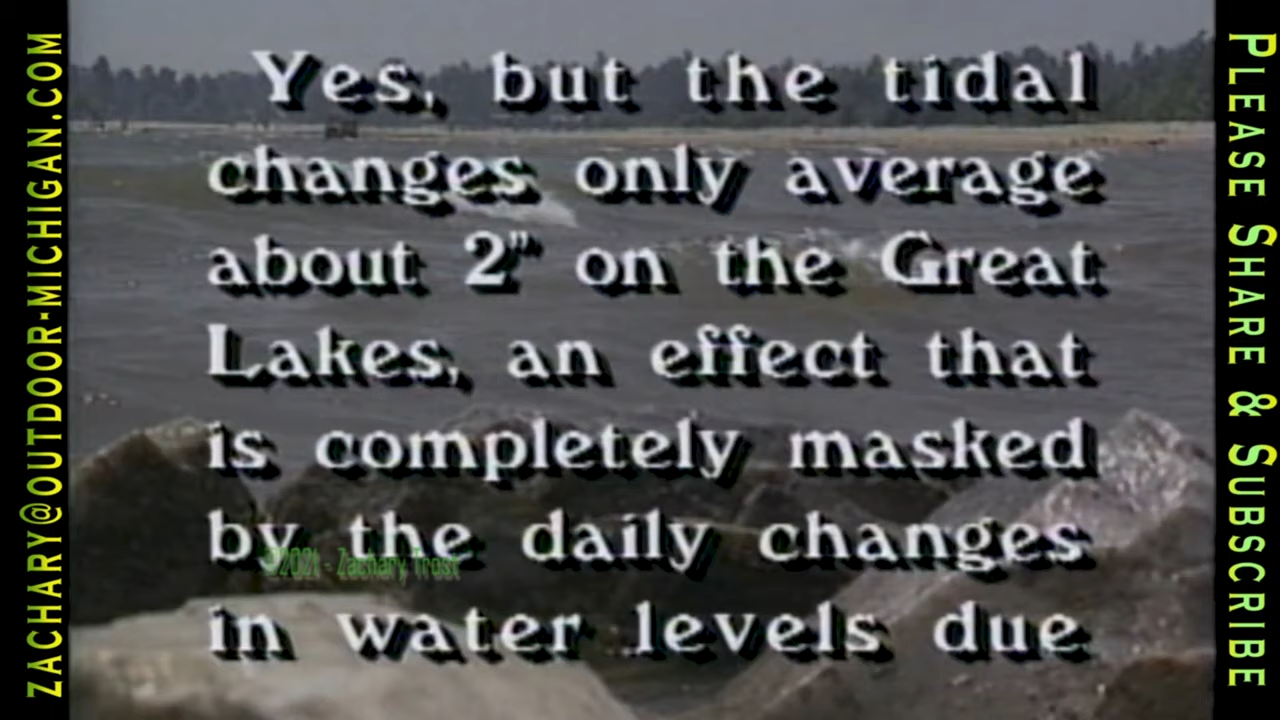 ZACHARY@OUTDOOR-MICHIGAN.COM
Yes, but the tidal
changes only average
about 2" on the Great
Lakes, an effect that
is completely masked
by the daily changes
©2021 - Zachary Trost
in water levels due
PLEASE SHARE & SUBSCRIBE